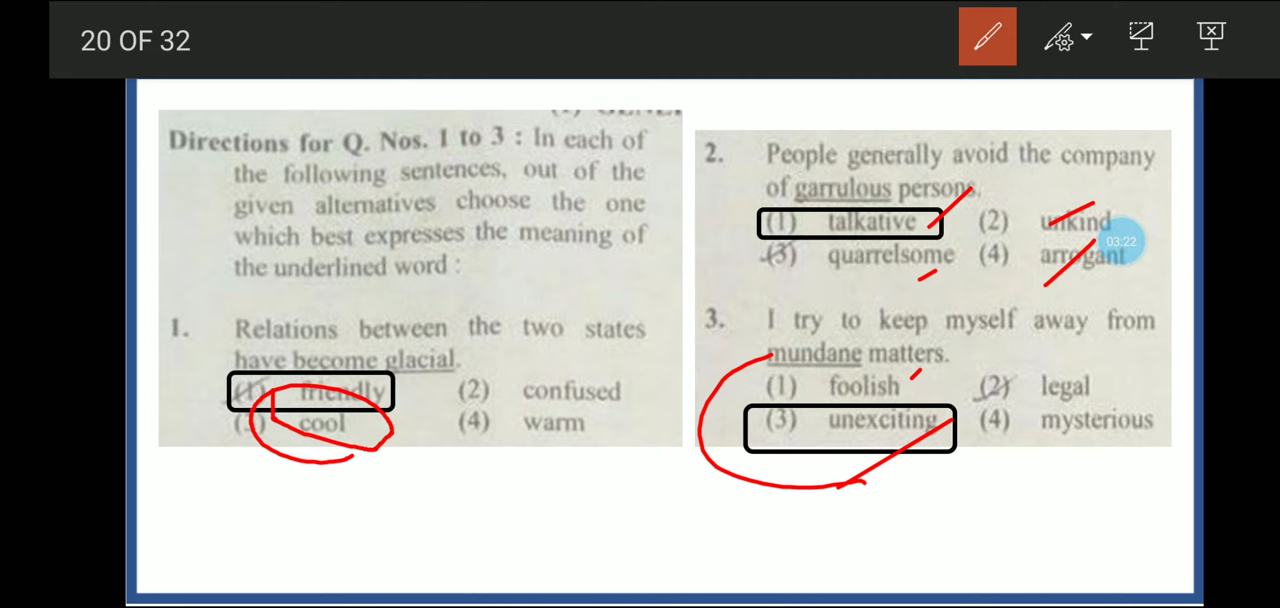 20 OF 32
Directions for Q. Nos. 1 to 3 : In each of
the following sentences, out of the
given alternatives choose the one
which best expresses the meaning of
the underlined word :
1. Relations between the two states
have become glacial.
(1) friendly (2) confused
(3) cool (4) warm
2. People generally avoid the company
of garrulous persons.
(1) talkative (2) unkind
(3) quarrelsome (4) arrogant
03:22
3. I try to keep myself away from
mundane matters.
(1) foolish (2) legal
(3) unexciting (4) mysterious